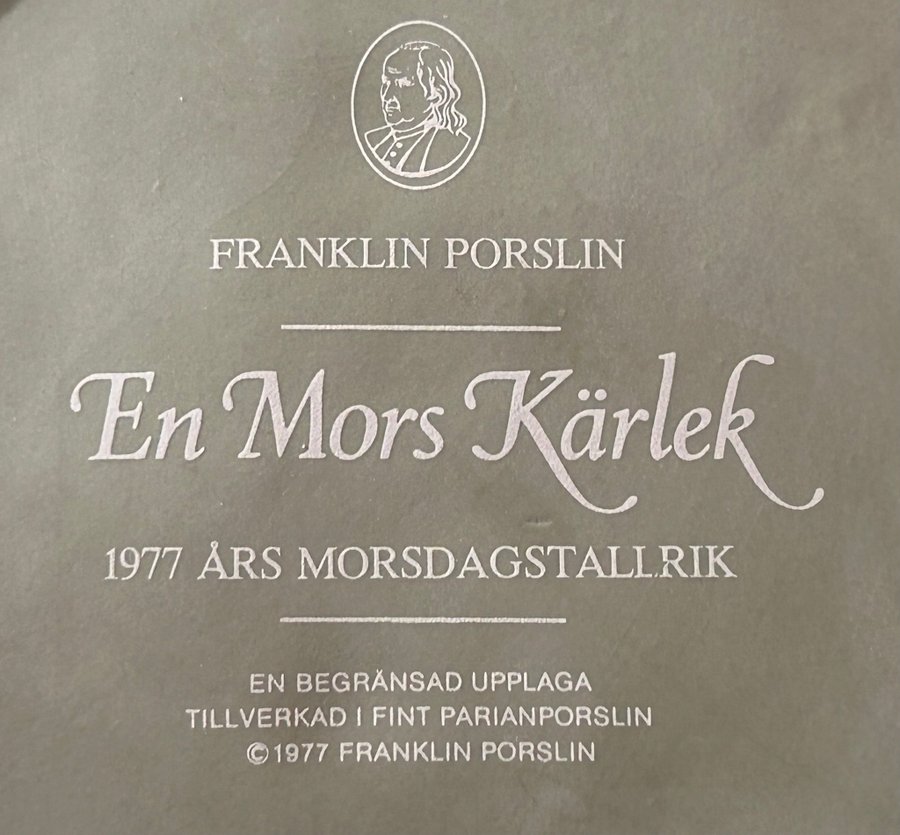 FRANKLIN PORSLIN
En Mors Kärlek
1977 ÅRS MORSDAGSTALLRIK
EN BEGRÄNSAD UPPLAGA
TILLVERKAD I FINT PARIANPORSLIN
©1977 FRANKLIN PORSLIN